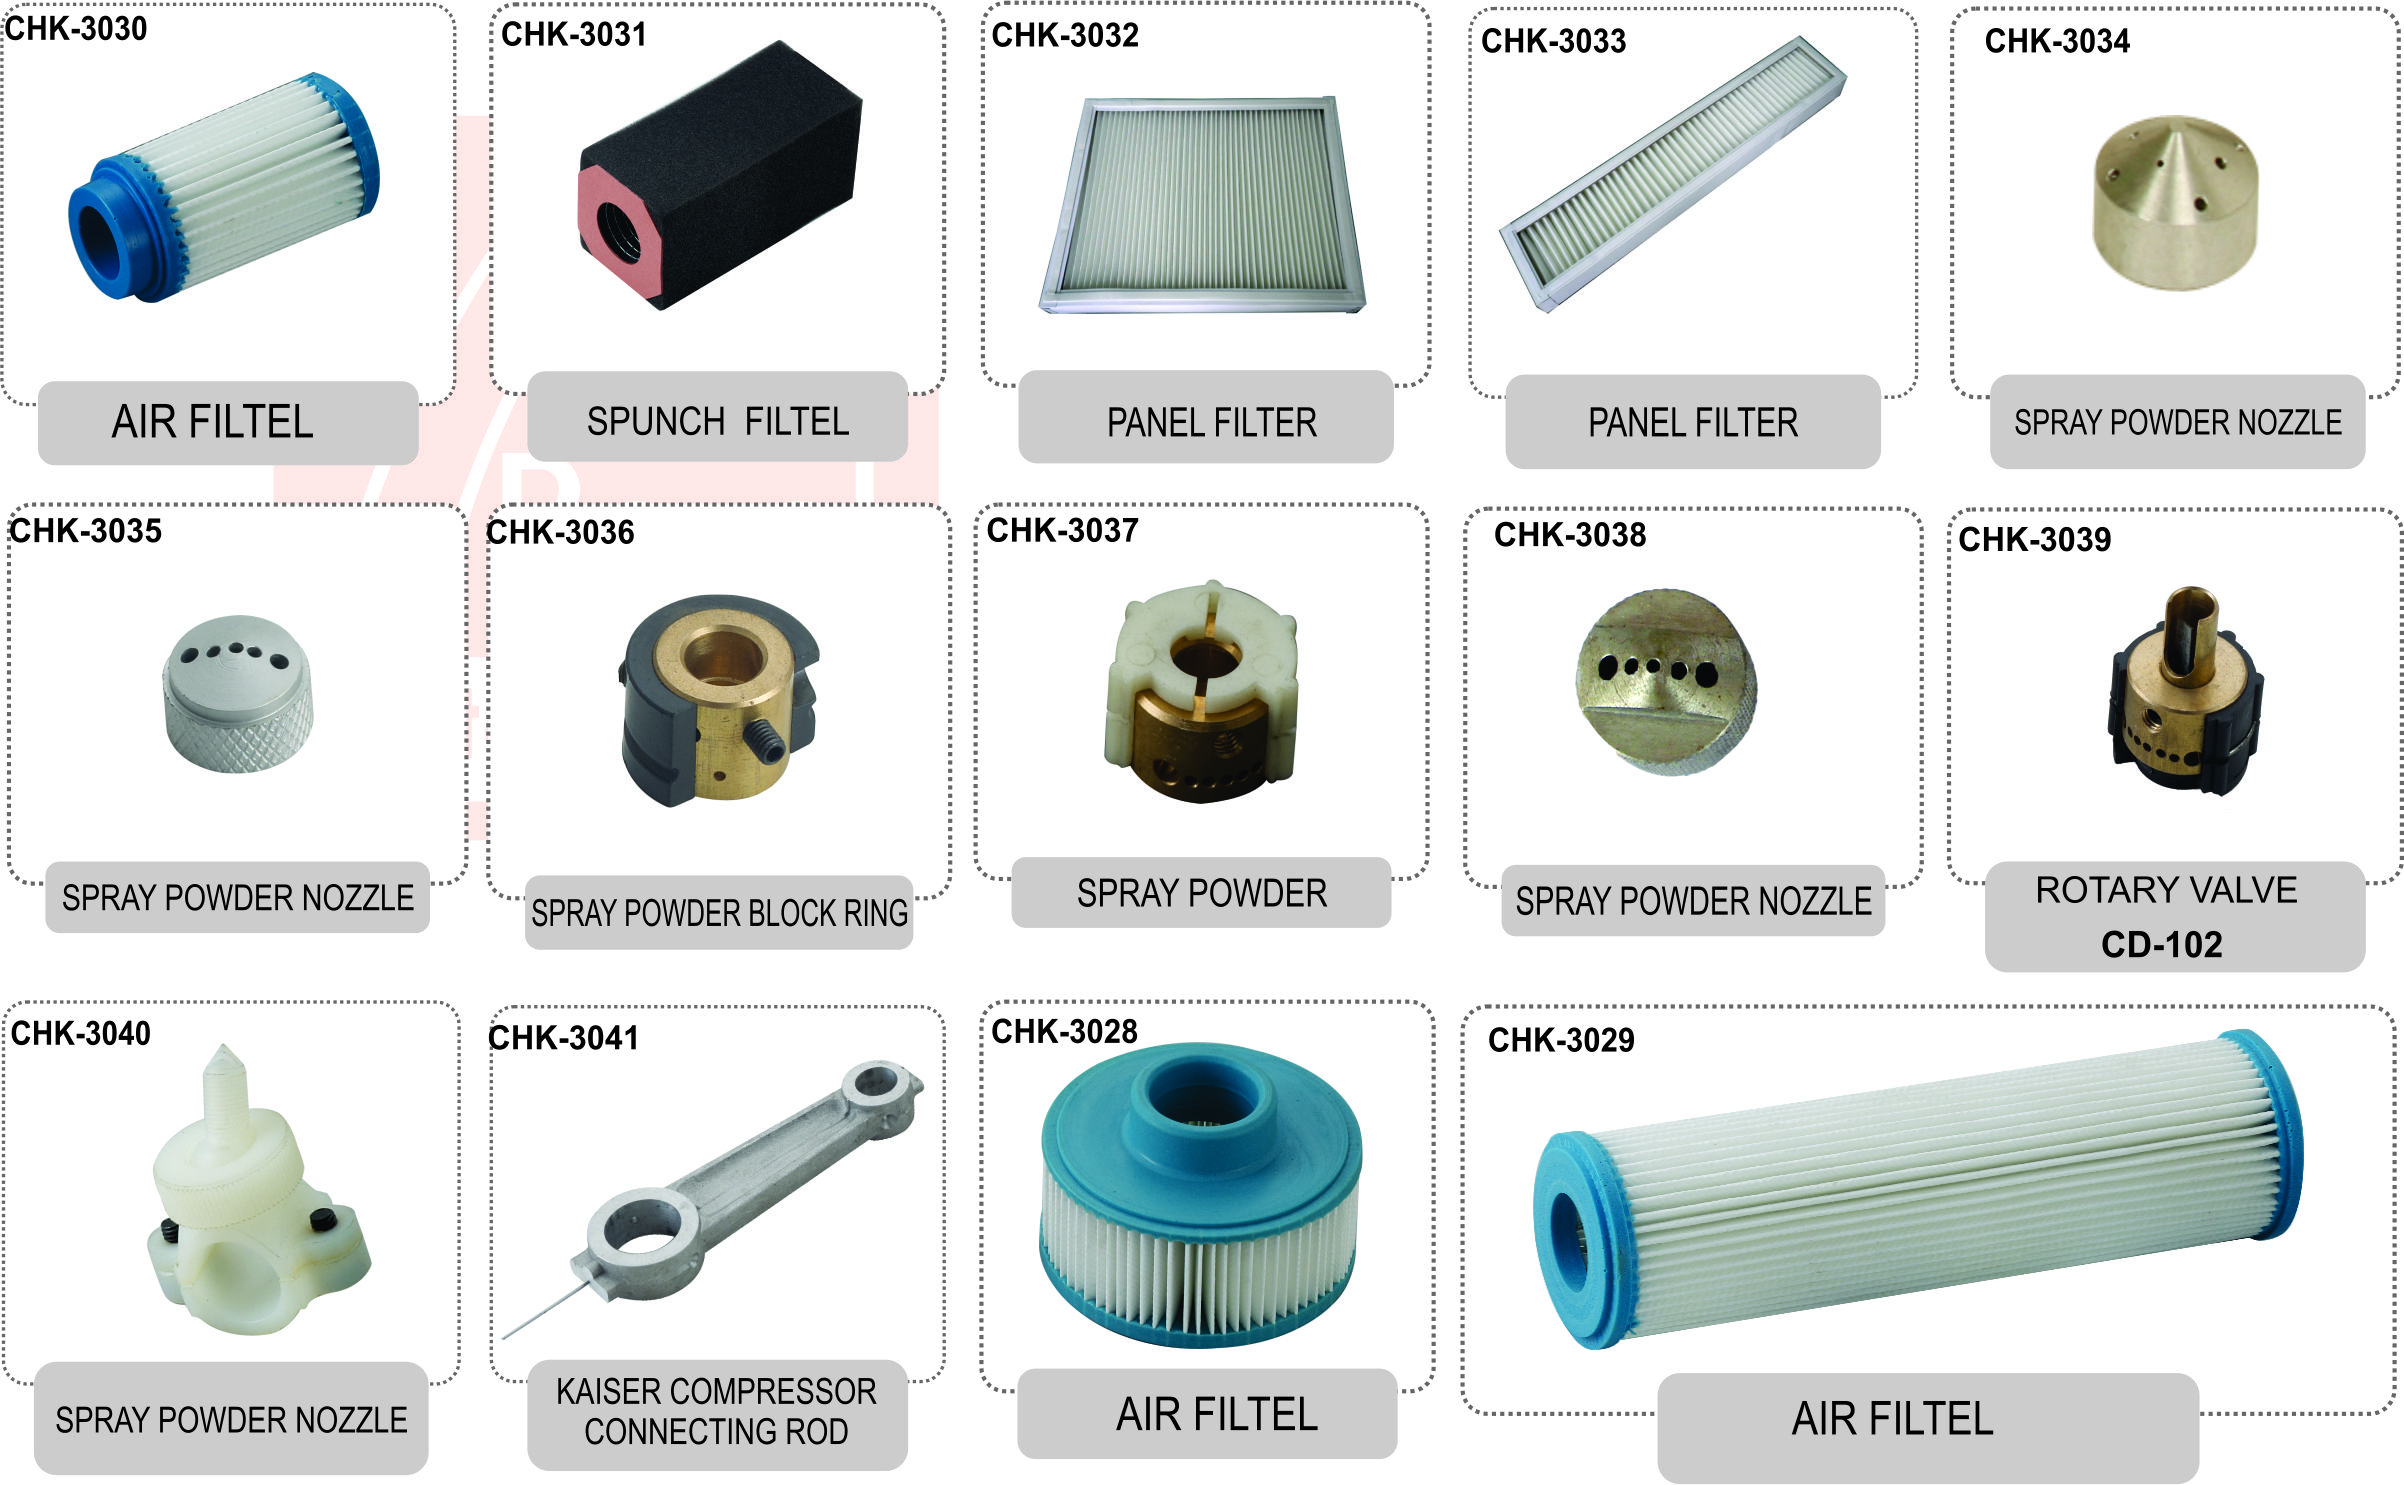 CHK-3030
AIR FILTEL
CHK-3031
SPUNCH FILTEL
CHK-3032
PANEL FILTER
CHK-3033
PANEL FILTER
CHK-3034
SPRAY POWDER NOZZLE
CHK-3035
SPRAY POWDER NOZZLE
CHK-3036
SPRAY POWDER BLOCK RING
CHK-3037
SPRAY POWDER
CHK-3038
SPRAY POWDER NOZZLE
CHK-3039
ROTARY VALVE
CD-102
CHK-3040
SPRAY POWDER NOZZLE
CHK-3041
KAISER COMPRESSOR
CONNECTING ROD
CHK-3028
AIR FILTEL
CHK-3029
AIR FILTEL